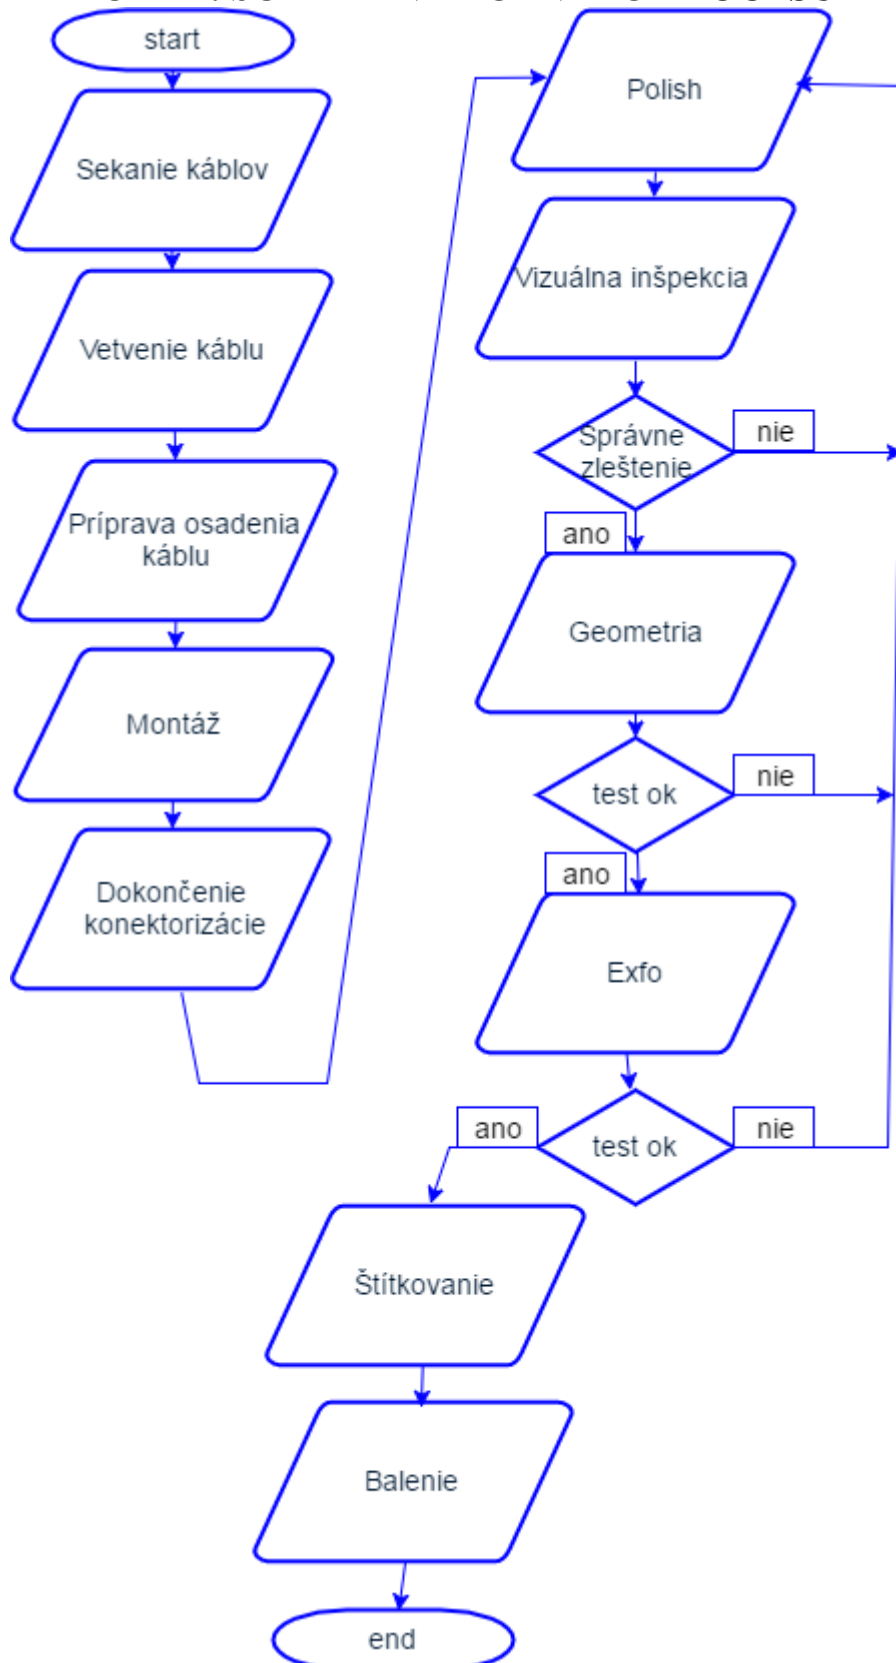 start
Sekanie káblov
Vetvenie káblu
Príprava osadenia
káblu
Montáž
Dokončenie
konektorizácie
Polish
Vizuálna inšpekcia
Správne
zleštenie
nie
ano
Geometria
test ok
nie
ano
Exfo
test ok
ano
nie
Štítkovanie
Balenie
end